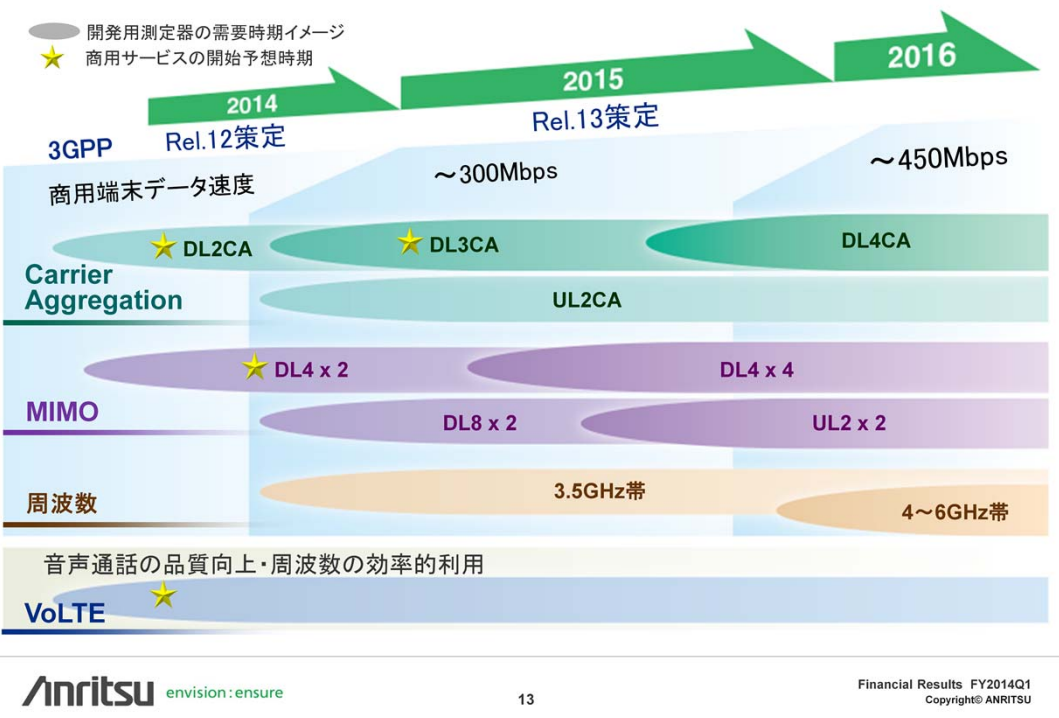 開発用測定器の需要時期イメージ
商用サービスの開始予想時期
2014
2015
2016
3GPP
Rel.12策定
Rel.13策定
商用端末データ速度
～300Mbps
～450Mbps
DL2CA
DL3CA
DL4CA
Carrier
Aggregation
UL2CA
DL4 x 2
DL4 x 4
MIMO
DL8 x 2
UL2 x 2
周波数
3.5GHz帯
4～6GHz帯
音声通話の品質向上・周波数の効率的利用
VoLTE
Anritsu envision:ensure
13
Financial Results FY2014Q1
Copyright© ANRITSU